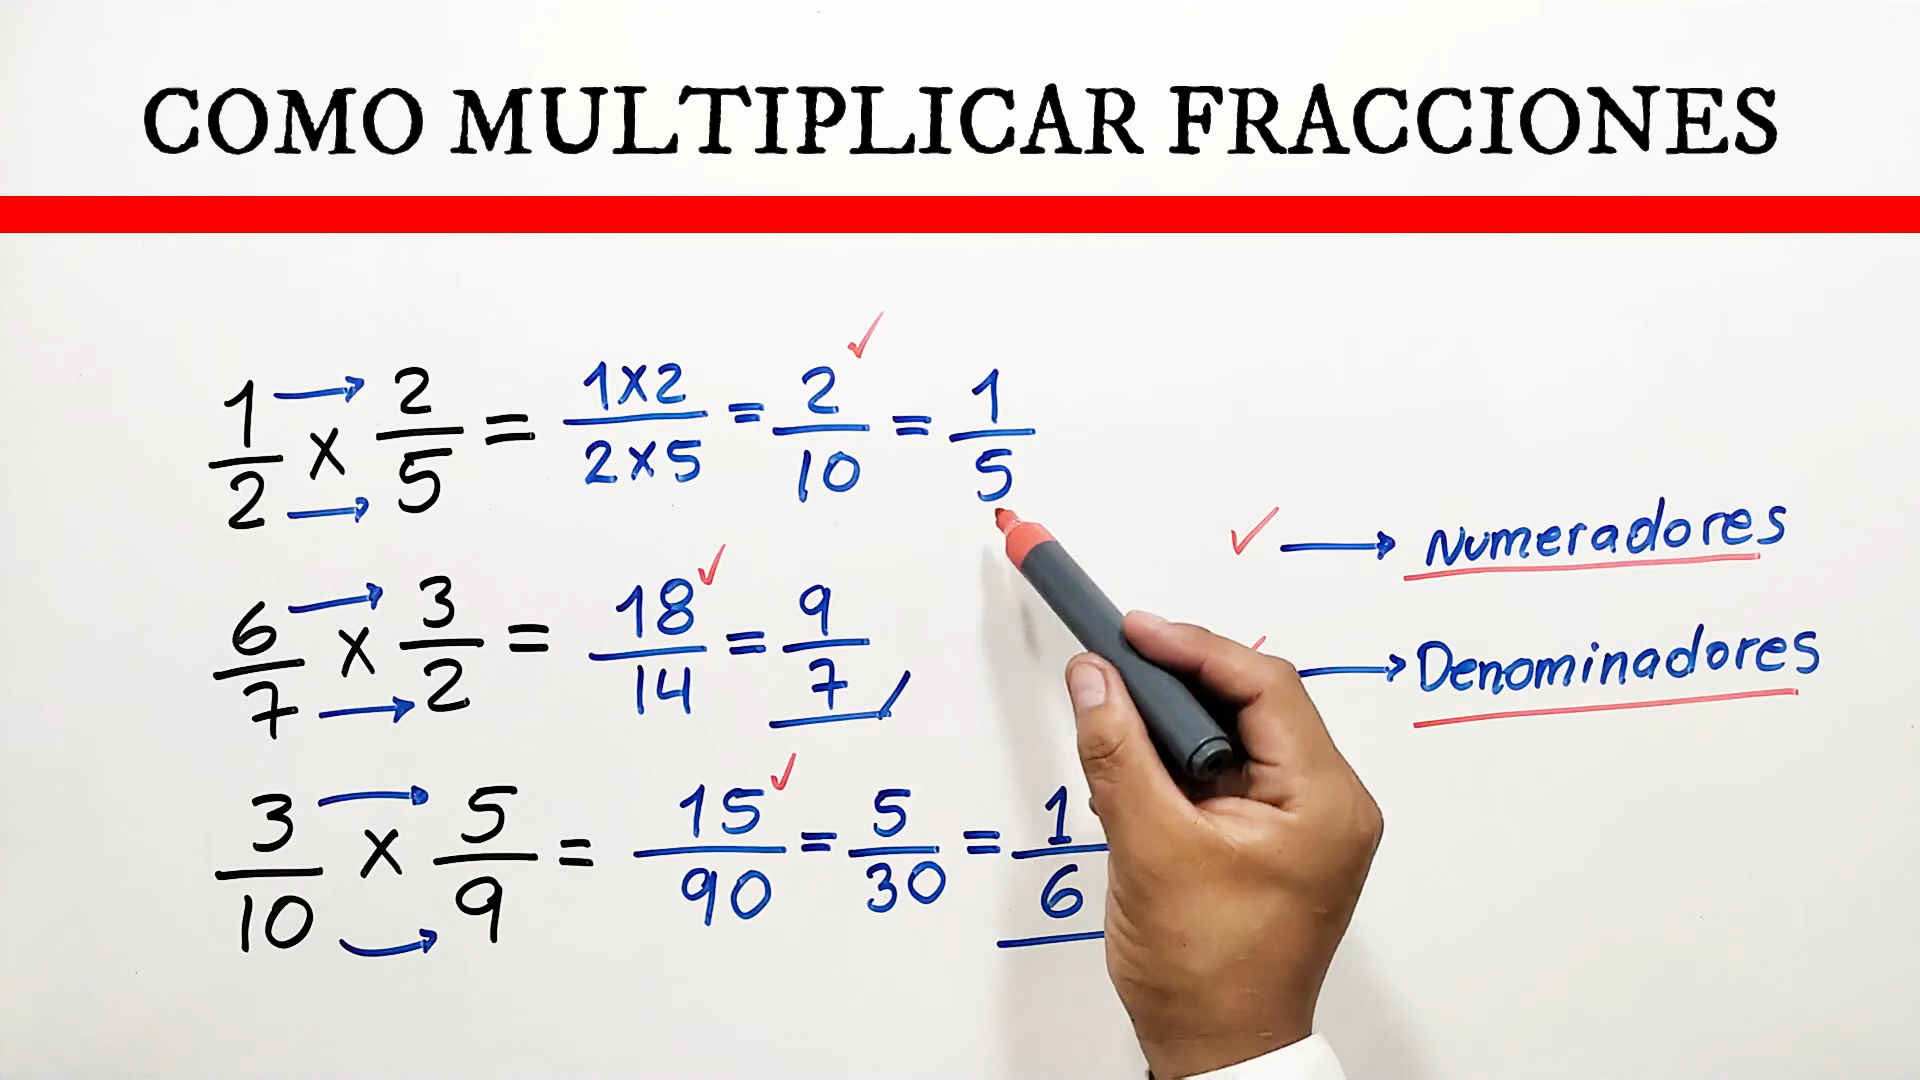 COMO MULTIPLICAR FRACCIONES
1/2 x 2/5 = 1x2/2x5 = 2/10 = 1/5
✓ → Numeradores
6/7 x 3/2 = 18/14 = 9/7
→ Denominadores
3/10 x 5/9 = 15/90 = 5/30 = 1/6